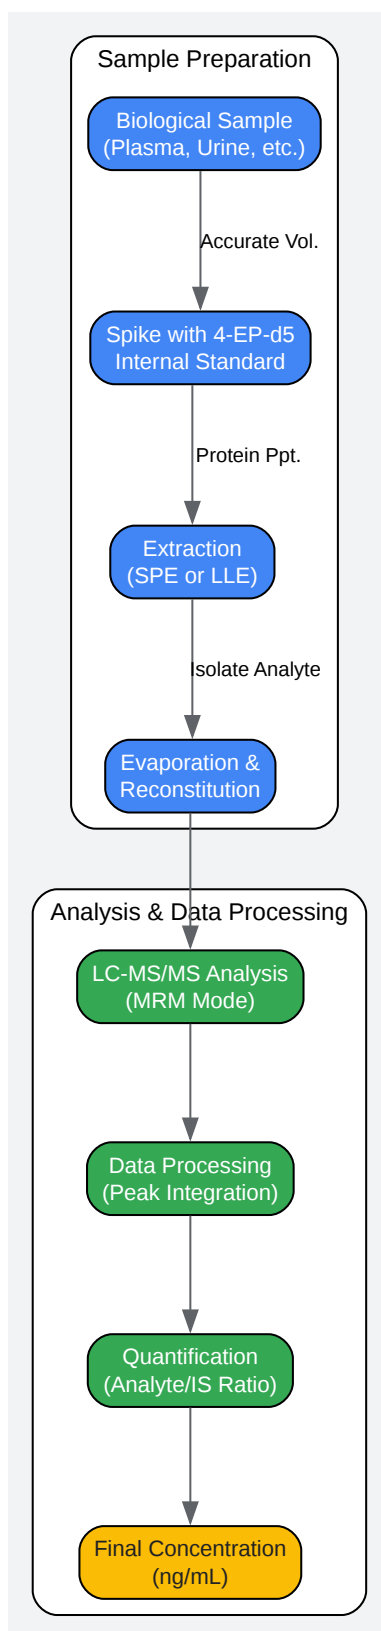 Sample Preparation
Biological Sample
(Plasma, Urine, etc.)
Accurate Vol.
Spike with 4-EP-d5
Internal Standard
Protein Ppt.
Extraction
(SPE or LLE)
Isolate Analyte
Evaporation &
Reconstitution
Analysis & Data Processing
LC-MS/MS Analysis
(MRM Mode)
Data Processing
(Peak Integration)
Quantification
(Analyte/IS Ratio)
Final Concentration
(ng/mL)